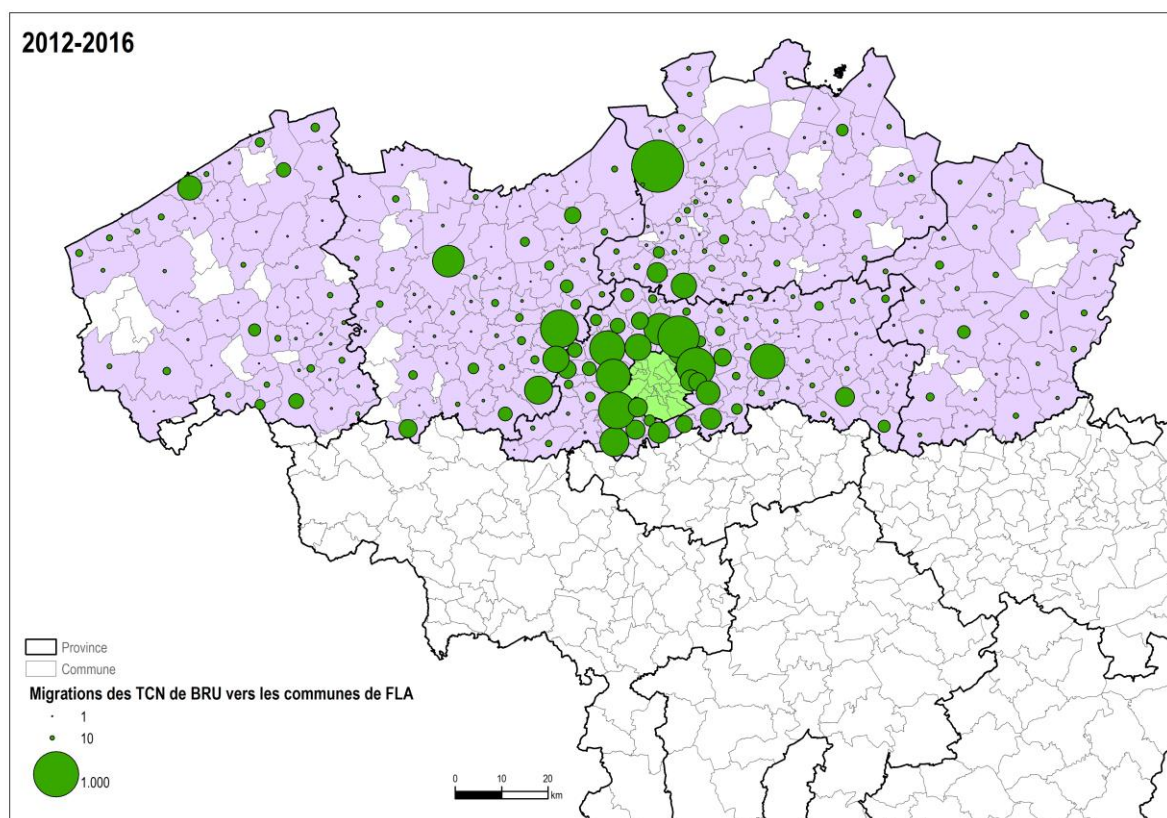 2012-2016
Province
Commune
Migrations des TCN de BRU vers les communes de FLA
1
10
1.000
0 10 20
km